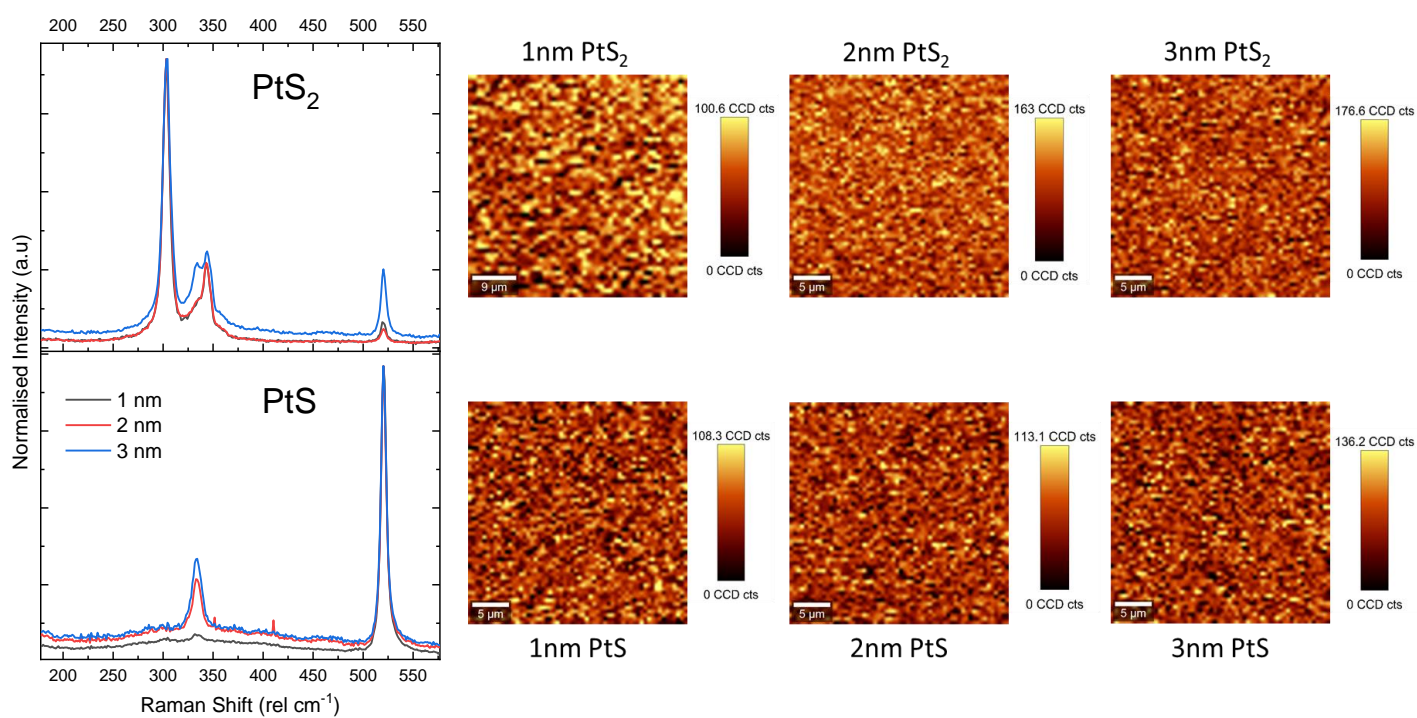 200 250 300 350 400 450 500 550
PtS₂
Normalised Intensity (a.u)
PtS
1 nm
2 nm
3 nm
200 250 300 350 400 450 500 550
Raman Shift (rel cm⁻¹)
1nm PtS₂
100.6 CCD cts
0 CCD cts
9 µm
2nm PtS₂
163 CCD cts
0 CCD cts
5 µm
3nm PtS₂
176.6 CCD cts
0 CCD cts
5 µm
108.3 CCD cts
0 CCD cts
5 µm
1nm PtS
113.1 CCD cts
0 CCD cts
5 µm
2nm PtS
136.2 CCD cts
0 CCD cts
5 µm
3nm PtS